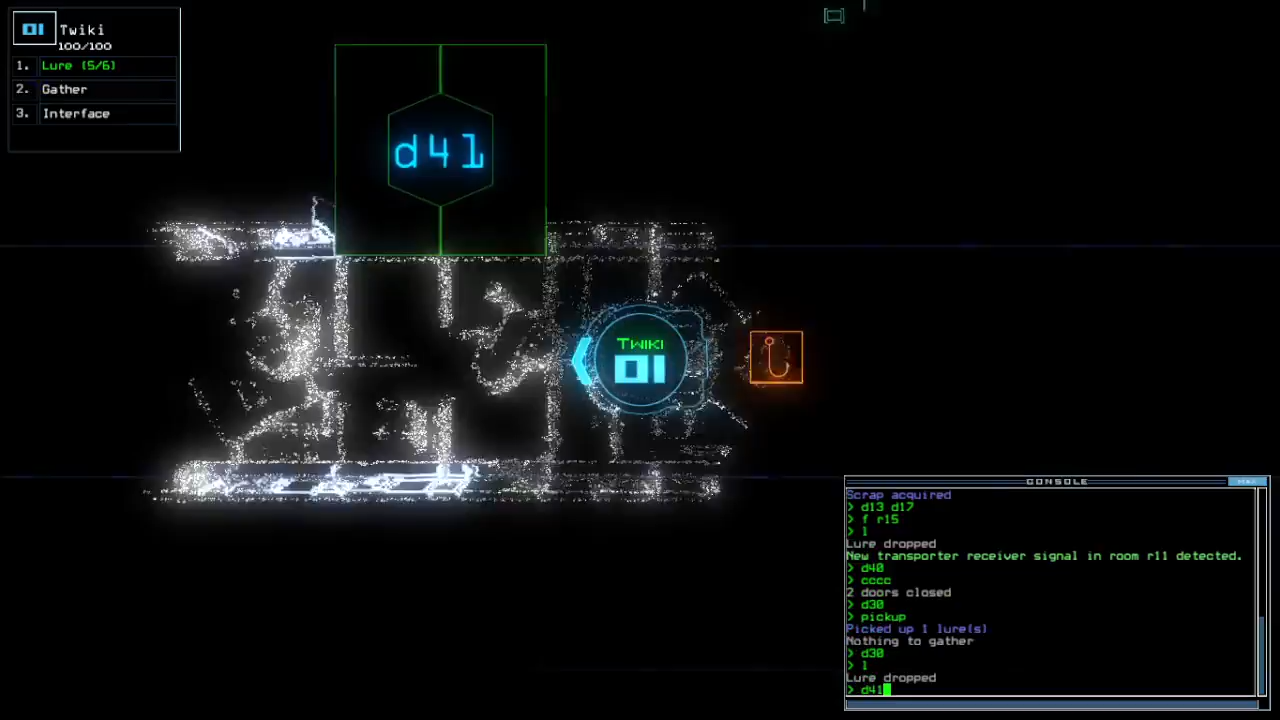 01 Twiki
100/100
1. Lure (5/6)
2. Gather
3. Interface
d41
Twiki
01
CONSOLE
Scrap acquired
> d13 d17
> f r15
> l
Lure dropped
New transporter receiver signal in room r11 detected.
> d40
> cccc
2 doors closed
> d30
> pickup
Picked up 1 lure(s)
Nothing to gather
> d30
> l
Lure dropped
> d41